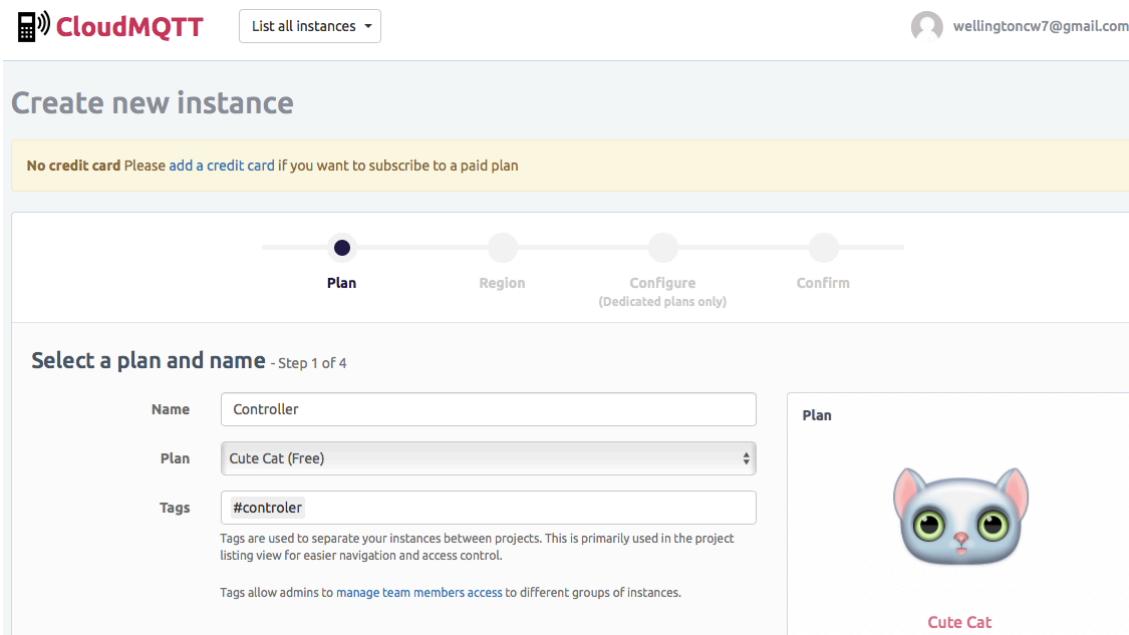 CloudMQTT
List all instances
wellingtoncw7@gmail.com
Create new instance
No credit card Please add a credit card if you want to subscribe to a paid plan
Plan
Region
Configure
(Dedicated plans only)
Confirm
Select a plan and name - Step 1 of 4
Name
Controller
Plan
Cute Cat (Free)
Tags
#controler
Tags are used to separate your instances between projects. This is primarily used in the project
listing view for easier navigation and access control.
Tags allow admins to manage team members access to different groups of instances.
Plan
Cute Cat